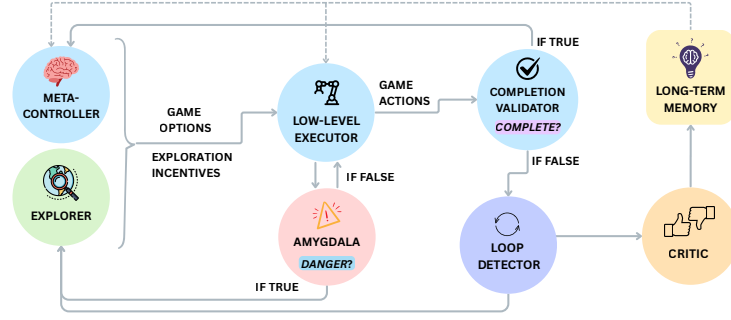 IF TRUE
META-
CONTROLLER
GAME
OPTIONS
EXPLORATION
INCENTIVES
EXPLORER
LOW-LEVEL
EXECUTOR
GAME
ACTIONS
COMPLETION
VALIDATOR
COMPLETE?
LONG-TERM
MEMORY
IF FALSE
IF FALSE
AMYGDALA
DANGER?
IF TRUE
LOOP
DETECTOR
CRITIC